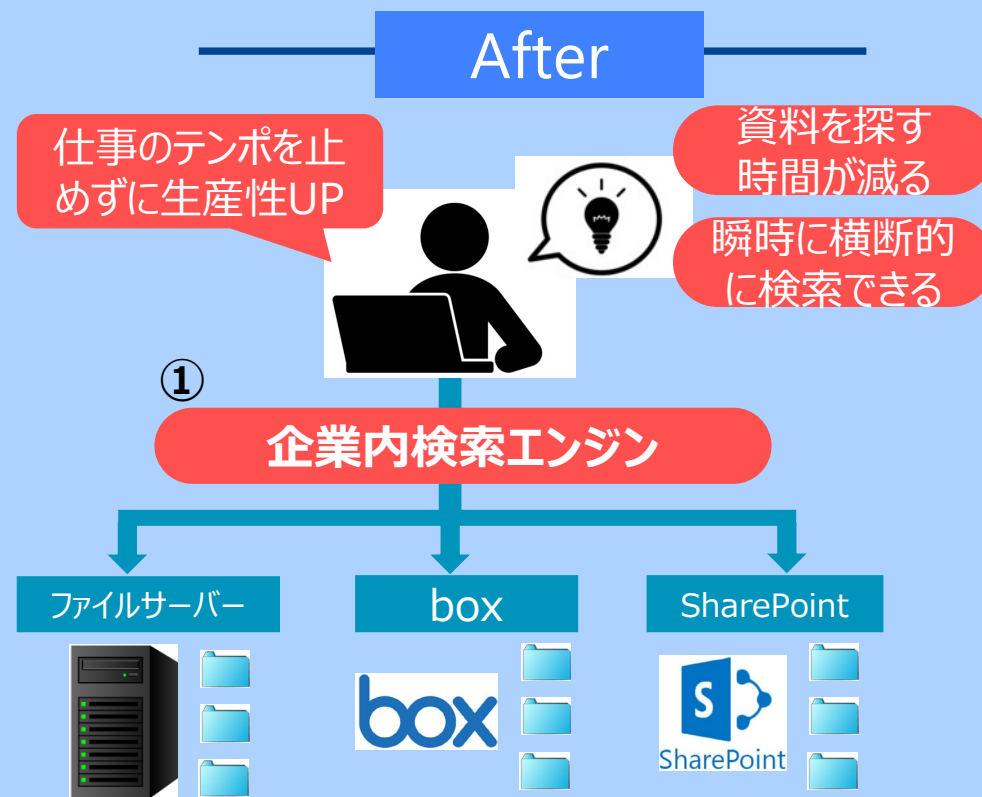 After
仕事のテンポを止
めずに生産性UP
資料を探す
時間が減る
瞬時に横断的
に検索できる
①
企業内検索エンジン
ファイルサーバー
box
SharePoint
box
S
SharePoint